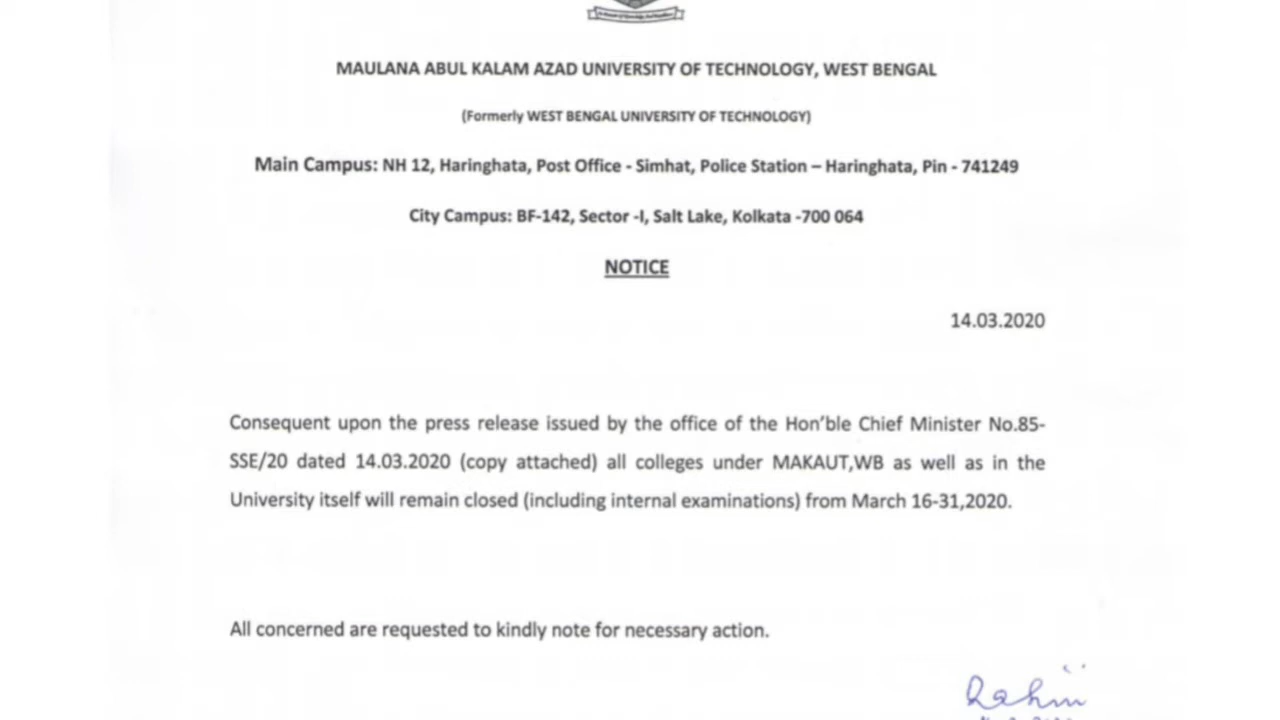 MAULANA ABUL KALAM AZAD UNIVERSITY OF TECHNOLOGY, WEST BENGAL
(Formerly WEST BENGAL UNIVERSITY OF TECHNOLOGY)
Main Campus: NH 12, Haringhata, Post Office - Simhat, Police Station – Haringhata, Pin - 741249
City Campus: BF-142, Sector -I, Salt Lake, Kolkata -700 064
NOTICE
14.03.2020
Consequent upon the press release issued by the office of the Hon’ble Chief Minister No.85-
SSE/20 dated 14.03.2020 (copy attached) all colleges under MAKAUT,WB as well as in the
University itself will remain closed (including internal examinations) from March 16-31,2020.
All concerned are requested to kindly note for necessary action.